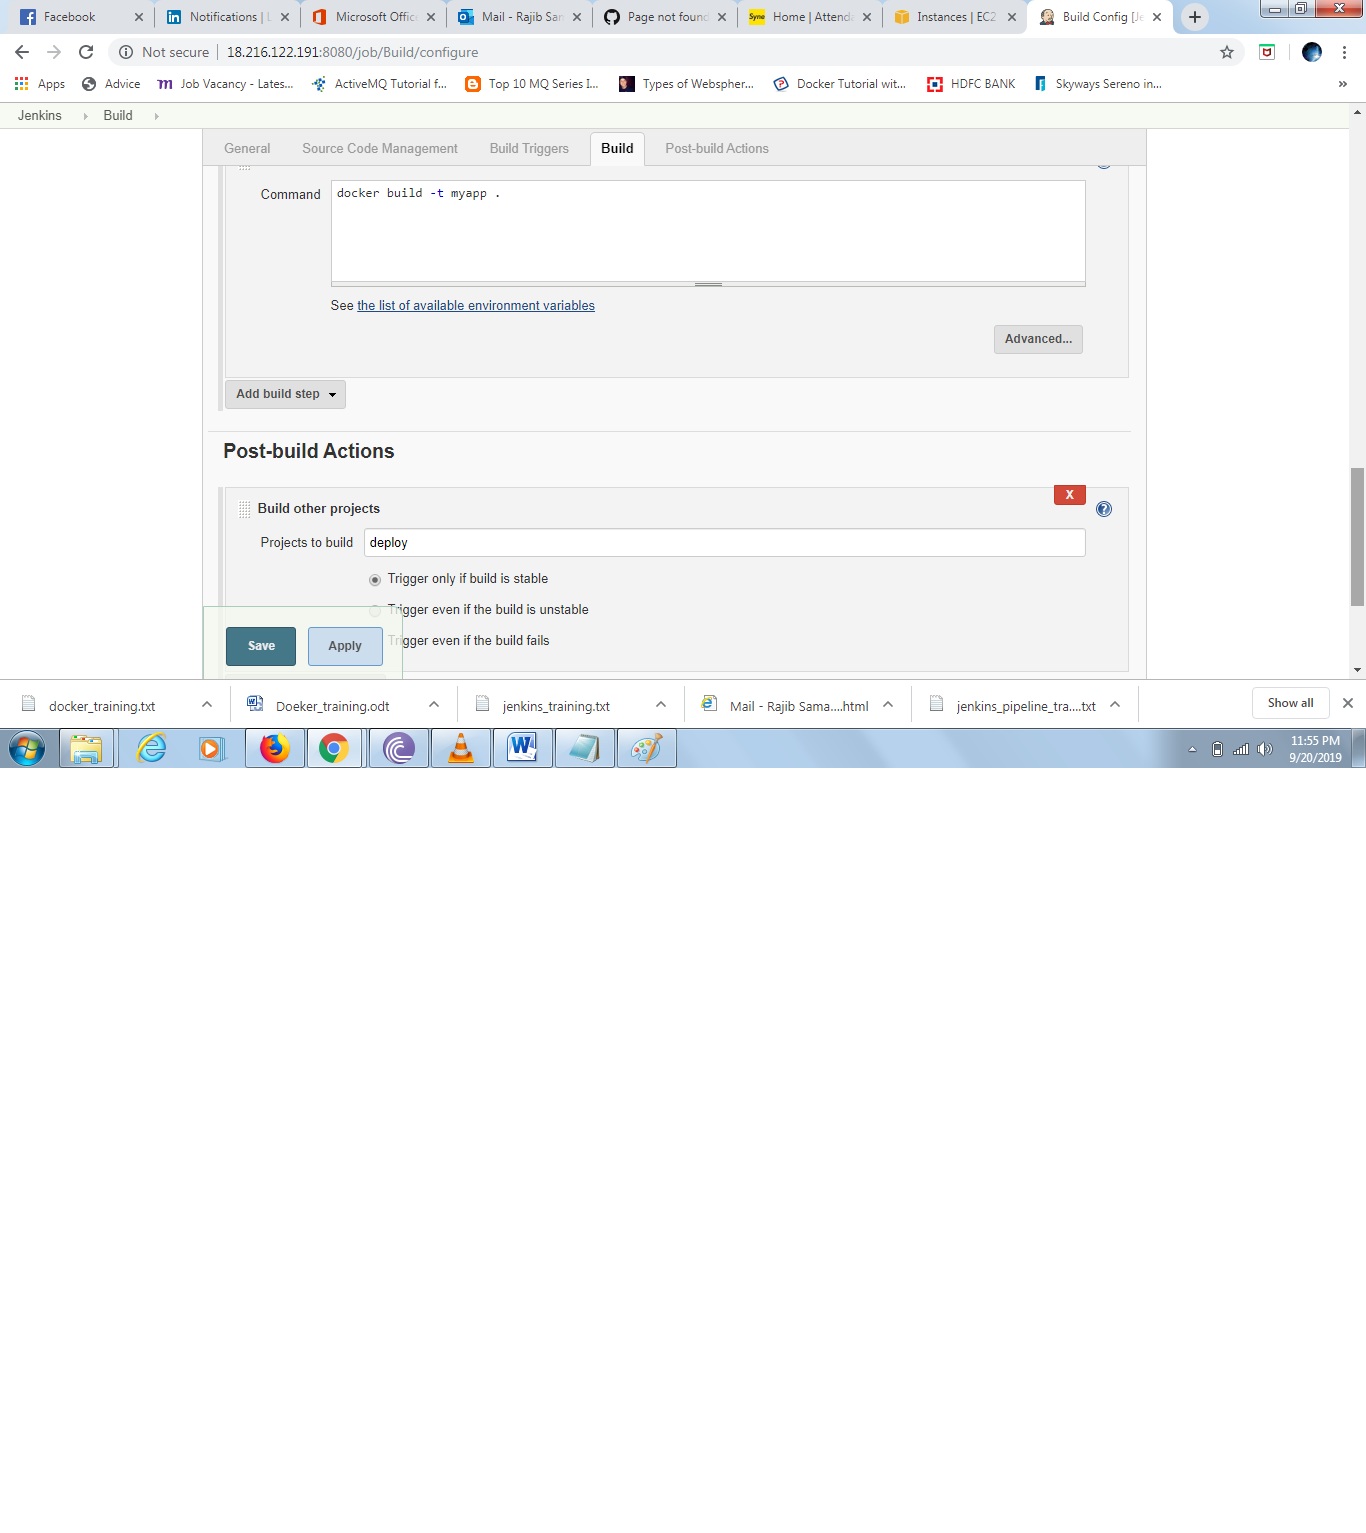 Facebook
Notifications | L
Microsoft Offic
Mail - Rajib Sam
Page not found
Syne Home | Attend
Instances | EC2
Build Config [Je
Not secure 18.216.122.191:8080/job/Build/configure
Apps
Advice
Job Vacancy - Lates...
ActiveMQ Tutorial f...
Top 10 MQ Series I...
Types of Webspher...
Docker Tutorial wit...
HDFC BANK
Skyways Sereno in...
»
Jenkins
Build
General
Source Code Management
Build Triggers
Build
Post-build Actions
Command
docker build -t myapp .
See the list of available environment variables
Advanced...
Add build step
Post-build Actions
X
Build other projects
?
Projects to build
deploy
Trigger only if build is stable
Trigger even if the build is unstable
Trigger even if the build fails
Save
Apply
docker_training.txt
Doeker_training.odt
jenkins_training.txt
Mail - Rajib Sama....html
jenkins_pipeline_tra....txt
Show all
11:55 PM
9/20/2019